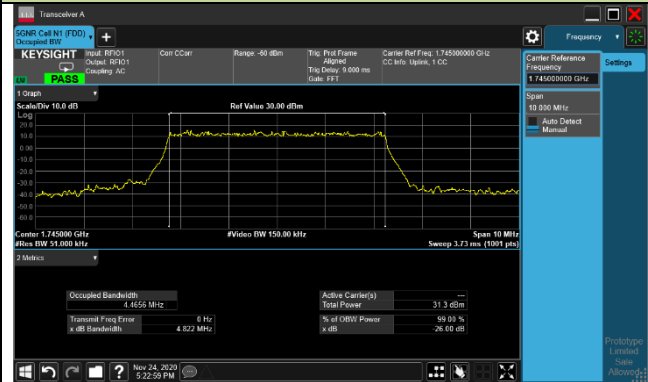 Transceiver A
5GNR Call N1 (FDD)
Occupied BW
Frequency
KEYSIGHT
Input: RFIO1
Output: RFIO1
Coupling: AC
Corr CCorr
Range: -60 dBm
Trig: Prot Frame
Aligned
Trig Delay: 9.000 ms
Gate: FFT
Carrier Ref Freq: 1.745000000 GHz
CC Info: Uplink, 1 CC
PASS
Carrier Reference
Frequency
1.745000000 GHz
Settings
Span
10.000 MHz
Auto Detect
Manual
1 Graph
Scale/Div 10.0 dB
Ref Value 30.00 dBm
Log
20.0
10.0
0.00
-10.0
-20.0
-30.0
-40.0
-50.0
-60.0
Center 1.745000 GHz
#Res BW 51.000 kHz
#Video BW 150.00 kHz
Span 10 MHz
Sweep 3.73 ms (1001 pts)
2 Metrics
Occupied Bandwidth
4.4656 MHz
Active Carrier(s)
---
Total Power
31.3 dBm
Transmit Freq Error
0 Hz
x dB Bandwidth
4.822 MHz
% of OBW Power
99.00 %
x dB
-26.00 dB
Prototype
Limited
Sale
Allowed
?
Nov 24, 2020
5:22:59 PM